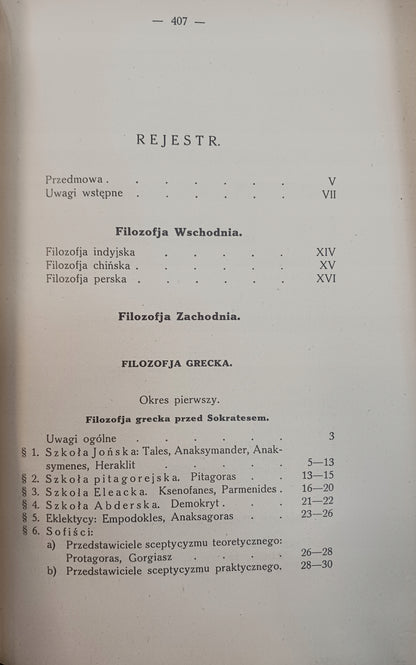 — 407 —
REJESTR.
Przedmowa . . . . . . . V
Uwagi wstępne . . . . . . VII
Filozofja Wschodnia.
Filozofja indyjska . . . . . XIV
Filozofja chińska . . . . . . XV
Filozofja perska . . . . . . XVI
Filozofja Zachodnia.
FILOZOFJA GRECKA.
Okres pierwszy.
Filozofja grecka przed Sokratesem.
Uwagi ogólne . . . . . . 3
§ 1. Szkoła Jońska: Tales, Anaksymander, Anak-
symenes, Heraklit . . . . . 5—13
§ 2. Szkoła pitagorejska. Pitagoras . . 13—15
§ 3. Szkoła Eleacka. Ksenofanes, Parmenides . 16—20
§ 4. Szkoła Abderska. Demokryt . . . 21—22
§ 5. Eklektycy: Empodokles, Anaksagoras . . 23—26
§ 6. Sofiści:
a) Przedstawiciele sceptycyzmu teoretycznego:
Protagoras, Gorgiasz . . . . 26—28
b) Przedstawiciele sceptycyzmu praktycznego. 28—30